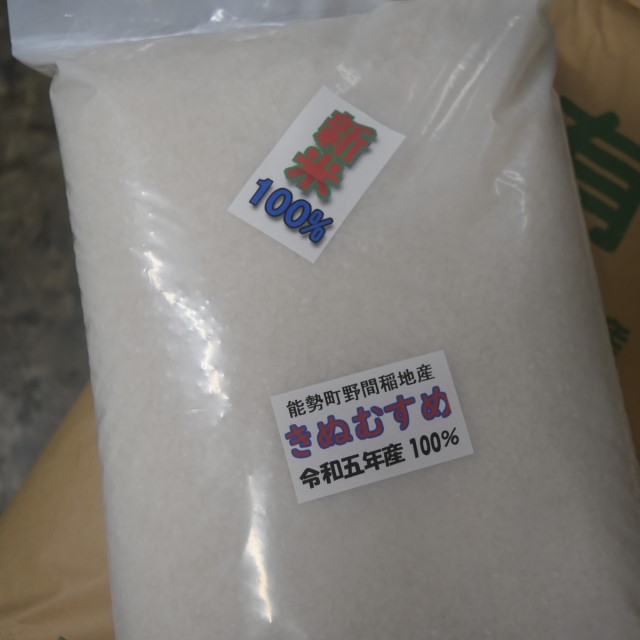 新米
100%
能勢町野間稲地産
きぬむすめ
令和五年産 100%